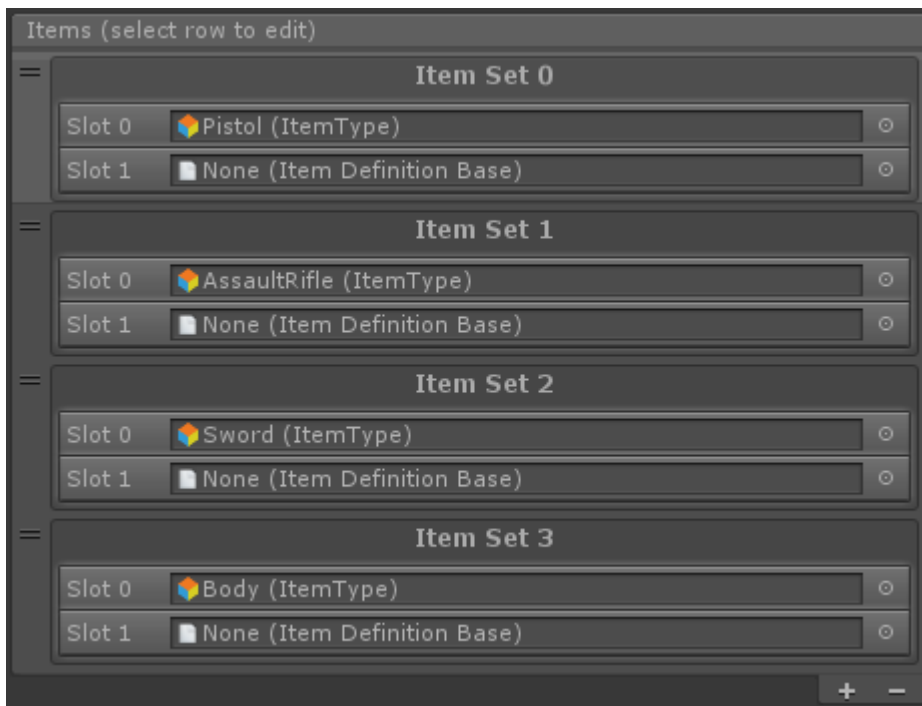 Items (select row to edit)
Item Set 0
Slot 0 Pistol (ItemType)
Slot 1 None (Item Definition Base)
Item Set 1
Slot 0 AssaultRifle (ItemType)
Slot 1 None (Item Definition Base)
Item Set 2
Slot 0 Sword (ItemType)
Slot 1 None (Item Definition Base)
Item Set 3
Slot 0 Body (ItemType)
Slot 1 None (Item Definition Base)
+ −